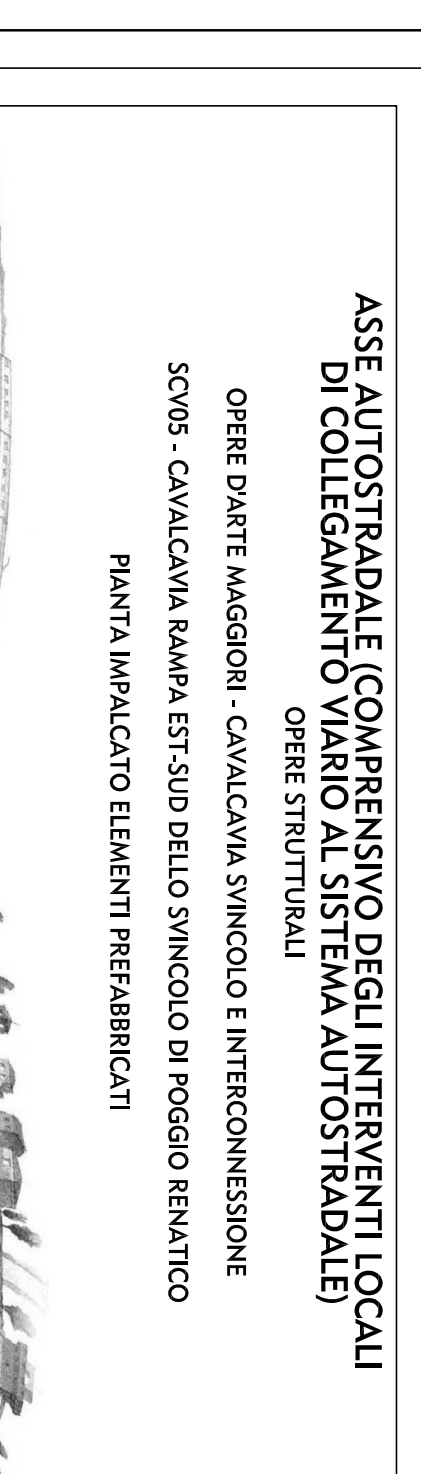 ASSE AUTOSTRADALE (COMPRENSIVO DEGLI INTERVENTI LOCALI
DI COLLEGAMENTO VIARIO AL SISTEMA AUTOSTRADALE)
OPERE STRUTTURALI
OPERE D'ARTE MAGGIORI - CAVALCAVIA SVINCOLO E INTERCONNESSIONE
SCV05 - CAVALCAVIA RAMPA EST-SUD DELLO SVINCOLO DI POGGIO RENATICO
PIANTA IMPALCATO ELEMENTI PREFABBRICATI